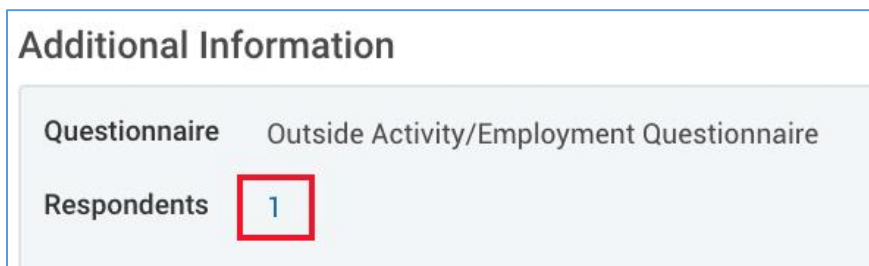 Additional Information
Questionnaire Outside Activity/Employment Questionnaire
Respondents 1